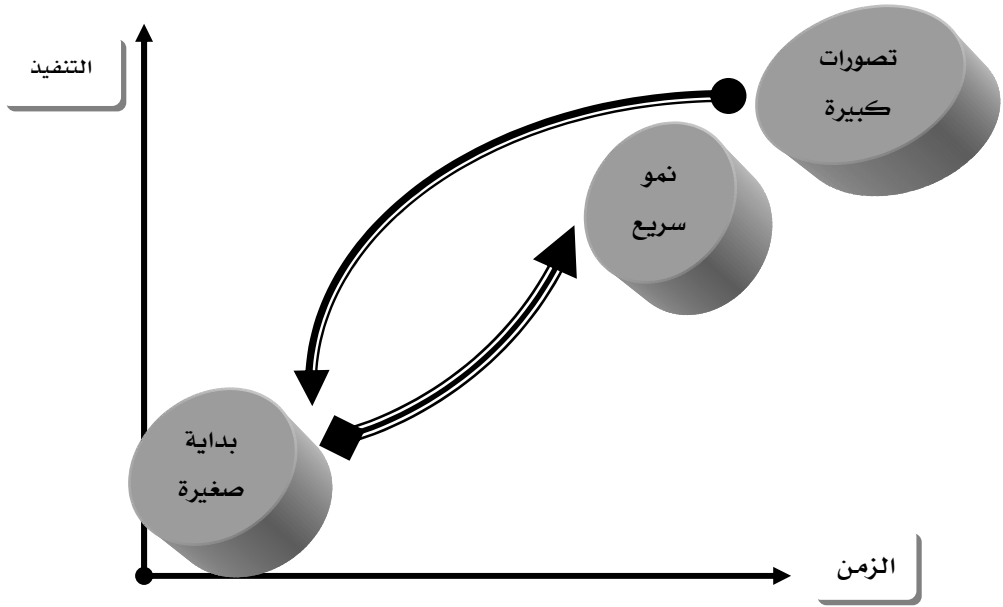 التنفيذ
تصورات
كبيرة
نمو
سريع
بداية
صغيرة
الزمن